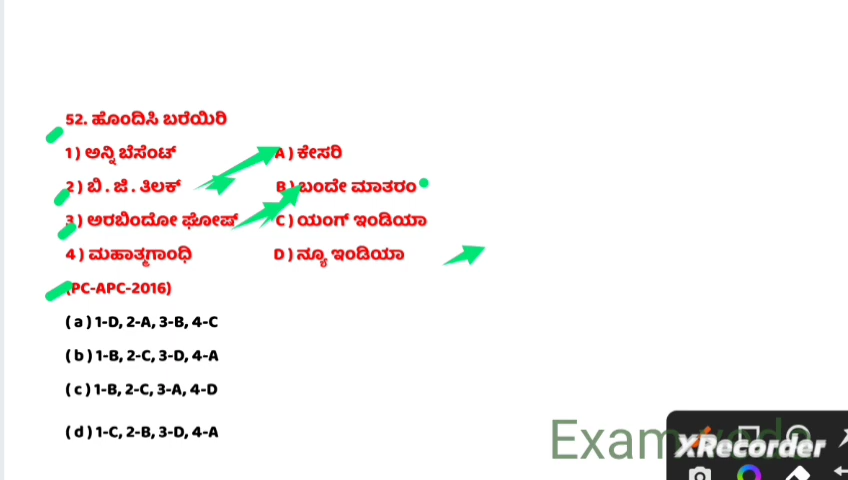 52. ಹೊಂದಿಸಿ ಬರೆಯಿರಿ
1) ಅನ್ನಿ ಬೆಸೆಂಟ್ A) ಕೇಸರಿ
2) ಬಿ. ಜಿ. ತಿಲಕ್ B) ಬಂದೇ ಮಾತರಂ
3) ಅರಬಿಂದೋ ಘೋಷ್ C) ಯಂಗ್ ಇಂಡಿಯಾ
4) ಮಹಾತ್ಮಗಾಂಧಿ D) ನ್ಯೂ ಇಂಡಿಯಾ
(PC-APC-2016)
(a) 1-D, 2-A, 3-B, 4-C
(b) 1-B, 2-C, 3-D, 4-A
(c) 1-B, 2-C, 3-A, 4-D
(d) 1-C, 2-B, 3-D, 4-A
XRecorder